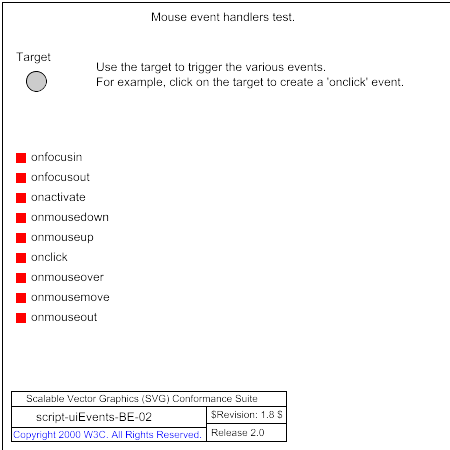 Mouse event handlers test.
Target
Use the target to trigger the various events.
For example, click on the target to create a 'onclick' event.
onfocusin
onfocusout
onactivate
onmousedown
onmouseup
onclick
onmouseover
onmousemove
onmouseout
Scalable Vector Graphics (SVG) Conformance Suite
script-uiEvents-BE-02
$Revision: 1.8 $
Copyright 2000 W3C. All Rights Reserved.
Release 2.0